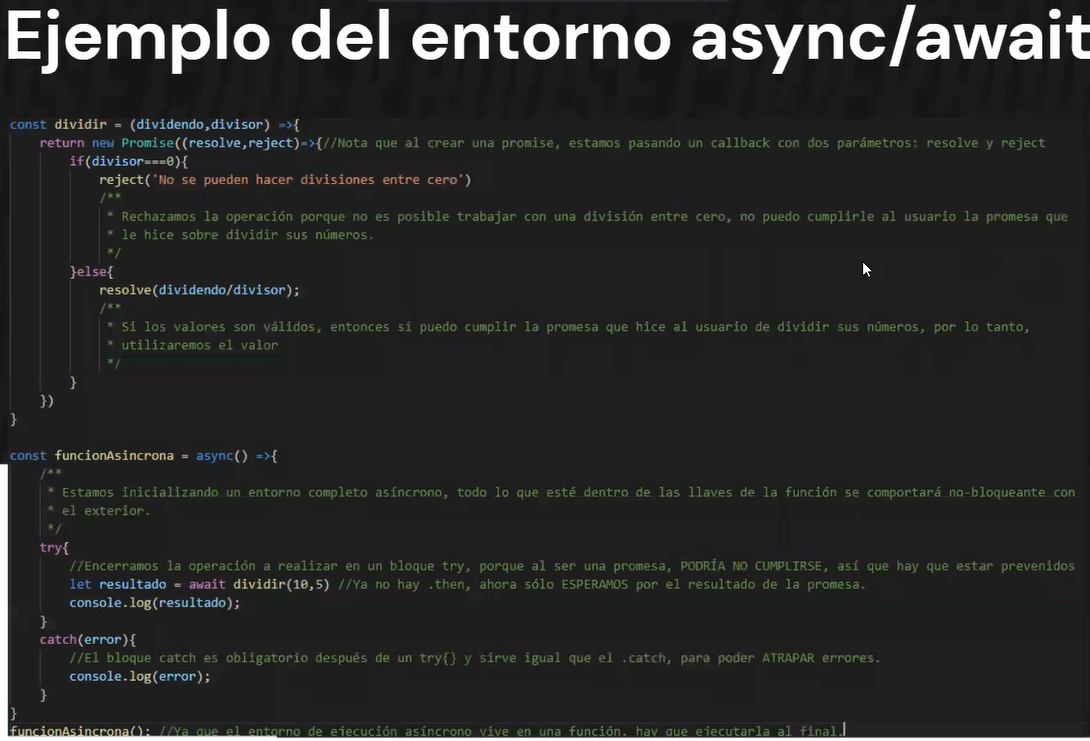 Ejemplo del entorno async/await
const dividir = (dividendo,divisor) =>{
return new Promise((resolve,reject)=>{//Nota que al crear una promise, estamos pasando un callback con dos parámetros: resolve y reject
if(divisor===0){
reject('No se pueden hacer divisiones entre cero')
/**
* Rechazamos la operación porque no es posible trabajar con una división entre cero, no puedo cumplirle al usuario la promesa que
* le hice sobre dividir sus números.
*/
}else{
resolve(dividendo/divisor);
/**
* Si los valores son válidos, entonces sí puedo cumplir la promesa que hice al usuario de dividir sus números, por lo tanto,
* utilizaremos el valor
*/
}
})
}
const funcionAsincrona = async() =>{
/**
* Estamos inicializando un entorno completo asíncrono, todo lo que esté dentro de las llaves de la función se comportará no-bloqueante con
* el exterior.
*/
try{
//Encerramos la operación a realizar en un bloque try, porque al ser una promesa, PODRÍA NO CUMPLIRSE, así que hay que estar prevenidos
let resultado = await dividir(10,5) //Ya no hay .then, ahora sólo ESPERAMOS por el resultado de la promesa.
console.log(resultado);
}
catch(error){
//El bloque catch es obligatorio después de un try{} y sirve igual que el .catch, para poder ATRAPAR errores.
console.log(error);
}
}
funcionAsincrona(); //Ya que el entorno de ejecución asíncrono vive en una función, hay que ejecutarla al final.